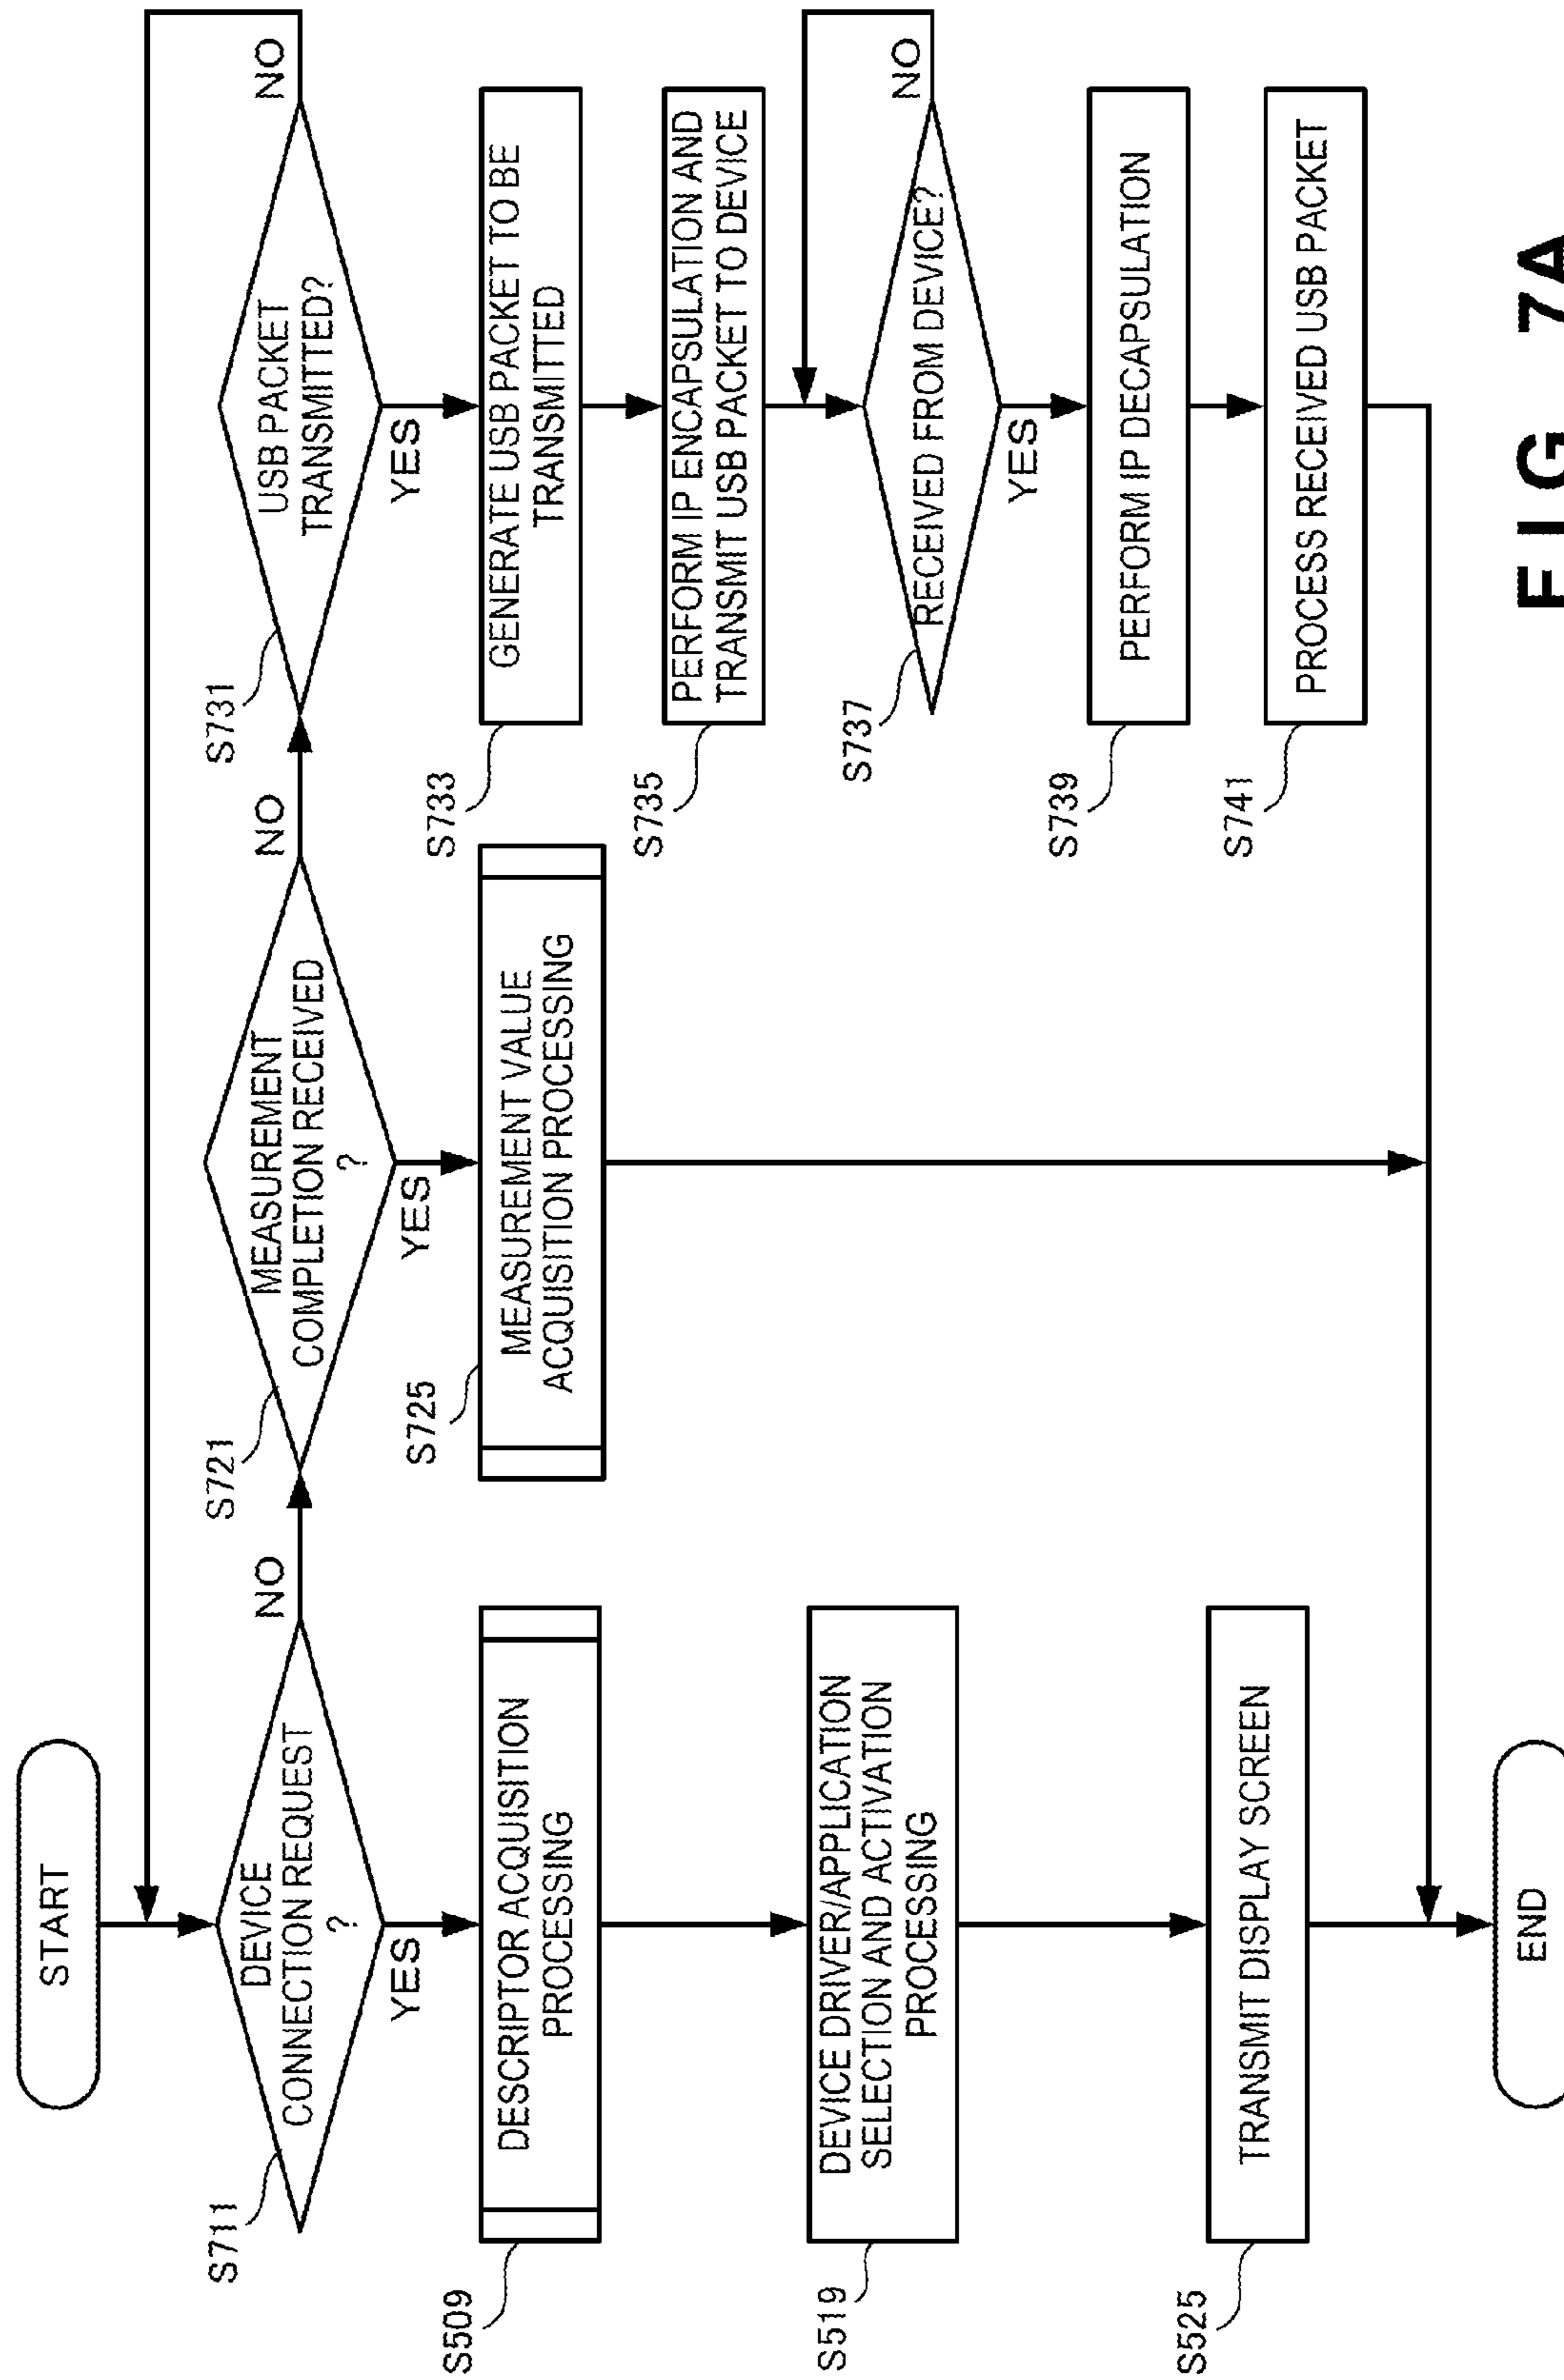 START
S711
DEVICE
CONNECTION REQUEST
?
NO
YES
S509
DESCRIPTOR ACQUISITION
PROCESSING
S519
DEVICE DRIVER/APPLICATION
SELECTION AND ACTIVATION
PROCESSING
S525
TRANSMIT DISPLAY SCREEN
END
S721
MEASUREMENT
COMPLETION RECEIVED
?
NO
YES
S725
MEASUREMENT VALUE
ACQUISITION PROCESSING
S731
USB PACKET
TRANSMITTED?
NO
YES
S733
GENERATE USB PACKET TO BE
TRANSMITTED
S735
PERFORM IP ENCAPSULATION AND
TRANSMIT USB PACKET TO DEVICE
S737
RECEIVED FROM DEVICE?
NO
YES
S739
PERFORM IP DECAPSULATION
S741
PROCESS RECEIVED USB PACKET
FIG. 7A